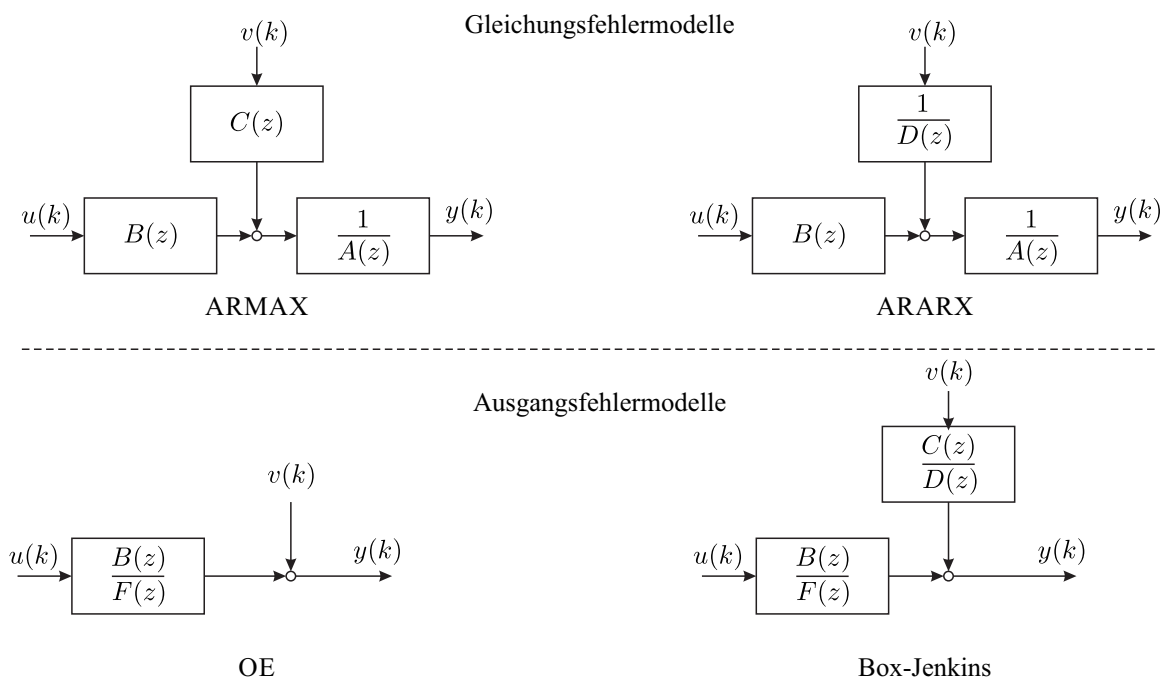 Gleichungsfehlermodelle
v(k)
C(z)
u(k)
B(z)
1
A(z)
y(k)
ARMAX
v(k)
1
D(z)
u(k)
B(z)
1
A(z)
y(k)
ARARX
Ausgangsfehlermodelle
v(k)
u(k)
B(z)
F(z)
y(k)
OE
v(k)
C(z)
D(z)
u(k)
B(z)
F(z)
y(k)
Box-Jenkins